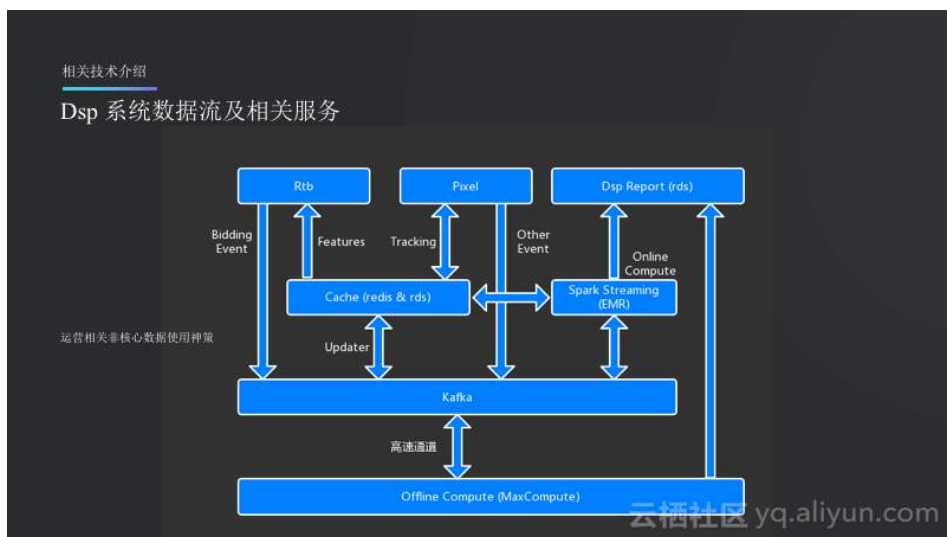 相关技术介绍
Dsp 系统数据流及相关服务
Rtb
Pixel
Dsp Report (rds)
Bidding
Event
Features
Tracking
Other
Event
Online
Compute
Cache (redis & rds)
Spark Streaming
(EMR)
运营相关非核心数据使用神策
Updater
Kafka
高速通道
Offline Compute (MaxCompute)
云栖社区 yq.aliyun.com